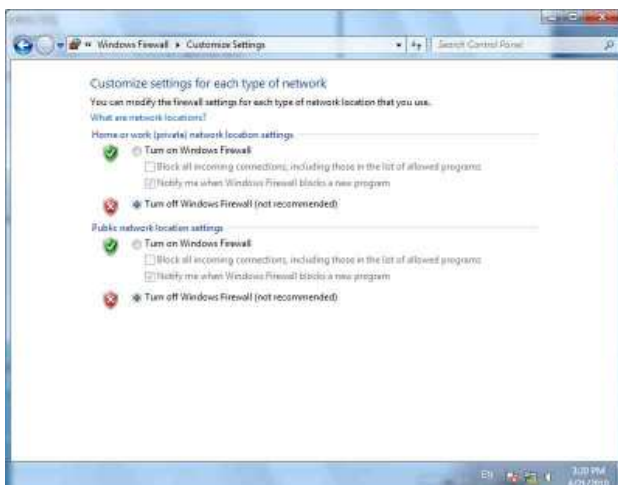 « Windows Firewall ▸ Customize Settings
Search Control Panel
Customize settings for each type of network
You can modify the firewall settings for each type of network location that you use.
What are network locations?
Home or work (private) network location settings
Turn on Windows Firewall
Block all incoming connections, including those in the list of allowed programs
Notify me when Windows Firewall blocks a new program
Turn off Windows Firewall (not recommended)
Public network location settings
Turn on Windows Firewall
Block all incoming connections, including those in the list of allowed programs
Notify me when Windows Firewall blocks a new program
Turn off Windows Firewall (not recommended)
EN
3:20 PM